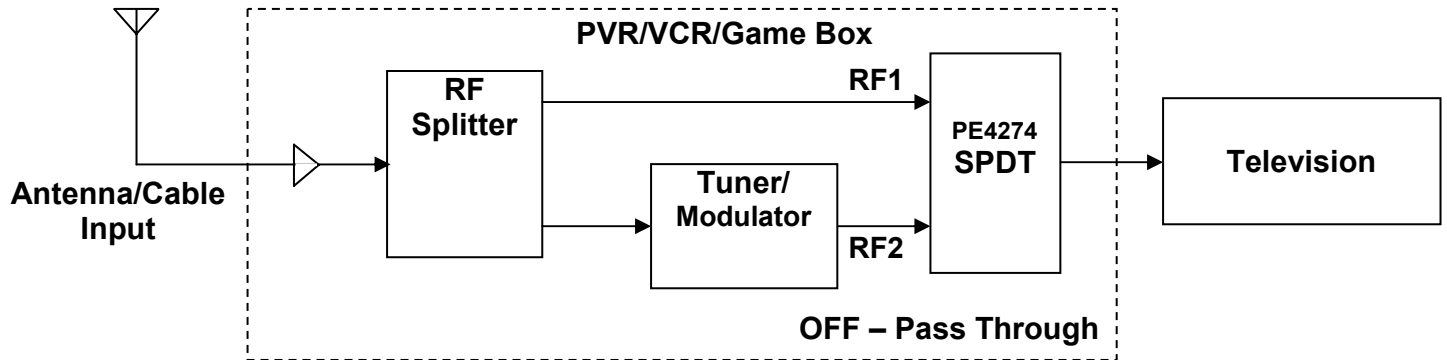 PVR/VCR/Game Box
RF
Splitter
RF1
PE4274
SPDT
Television
Antenna/Cable
Input
Tuner/
Modulator
RF2
OFF – Pass Through